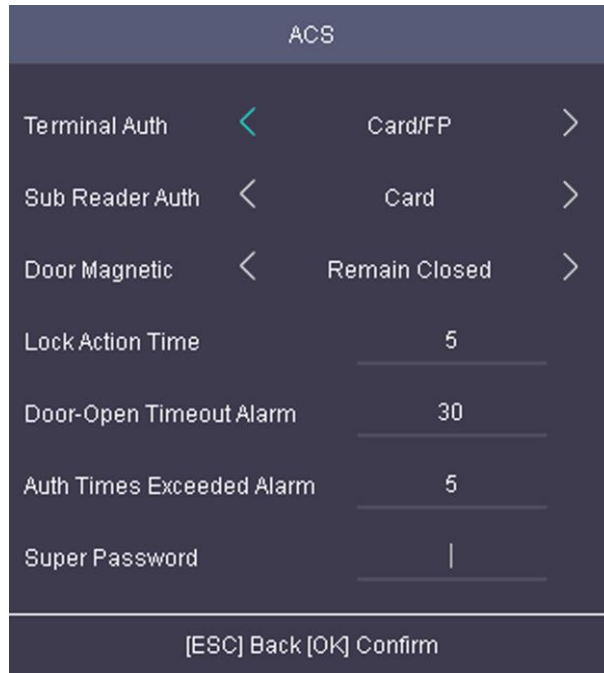 ACS
Terminal Auth < Card/FP >
Sub Reader Auth < Card >
Door Magnetic < Remain Closed >
Lock Action Time 5
Door-Open Timeout Alarm 30
Auth Times Exceeded Alarm 5
Super Password
[ESC] Back [OK] Confirm